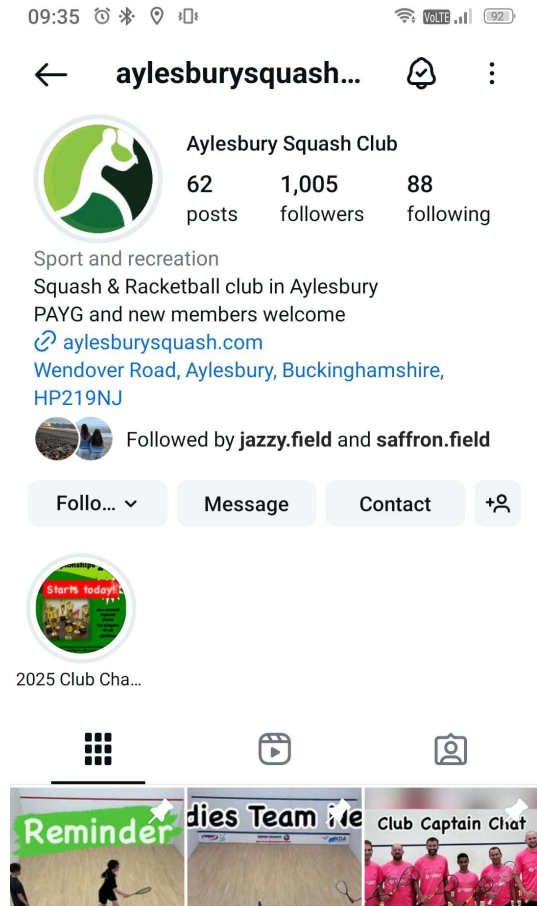 09:35 VoLTE 92
aylesburysquash...
Aylesbury Squash Club
62 1,005 88
posts followers following
Sport and recreation
Squash & Racketball club in Aylesbury
PAYG and new members welcome
aylesburysquash.com
Wendover Road, Aylesbury, Buckinghamshire,
HP219NJ
Followed by jazzy.field and saffron.field
Follo... Message Contact
Starts today!
2025 Club Cha...
Reminder dies Team Club Captain Chat